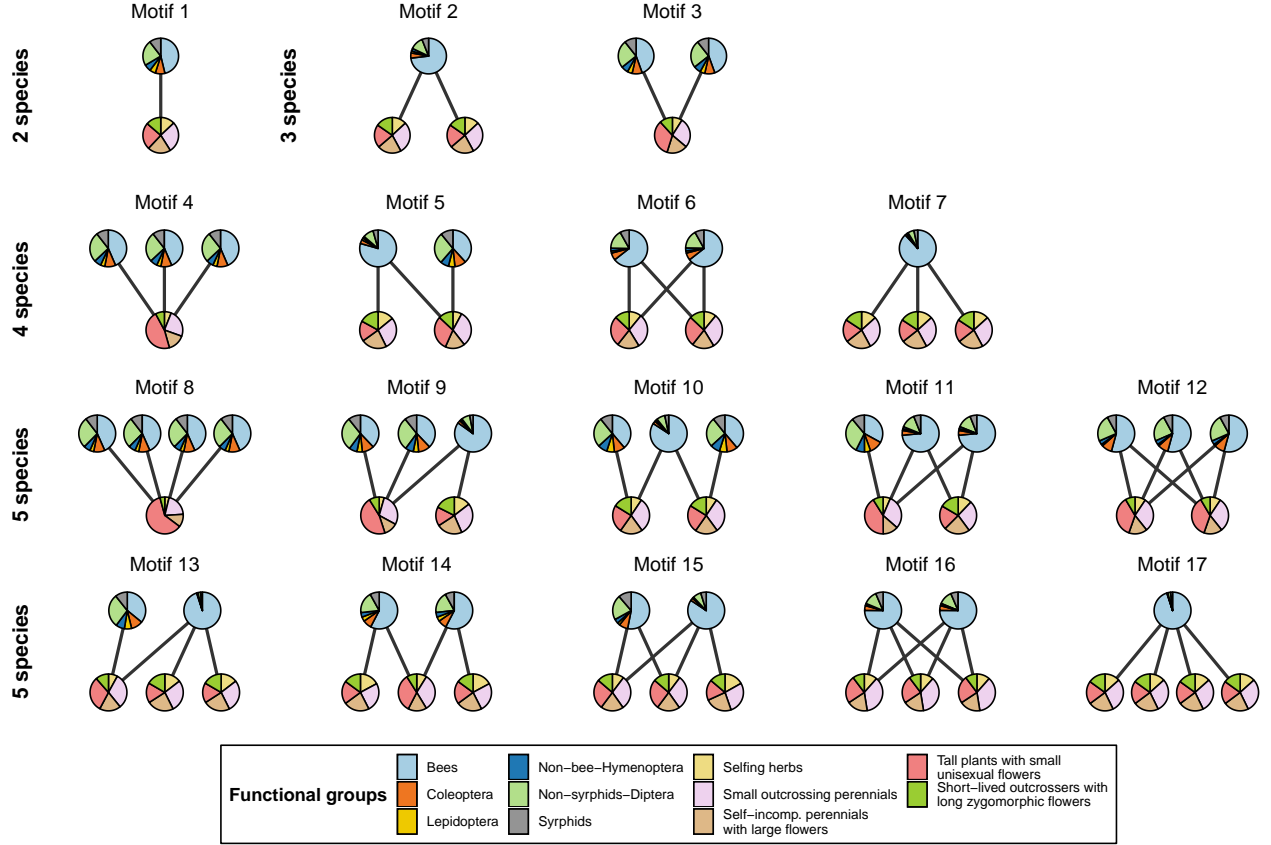 Motif 1
Motif 2
Motif 3
2 species
3 species
Motif 4
Motif 5
Motif 6
Motif 7
4 species
Motif 8
Motif 9
Motif 10
Motif 11
Motif 12
5 species
Motif 13
Motif 14
Motif 15
Motif 16
Motif 17
5 species
Functional groups
Bees
Coleoptera
Lepidoptera
Non-bee-Hymenoptera
Non-syrphids-Diptera
Syrphids
Selfing herbs
Small outcrossing perennials
Self-incomp. perennials
with large flowers
Tall plants with small
unisexual flowers
Short-lived outcrossers with
long zygomorphic flowers